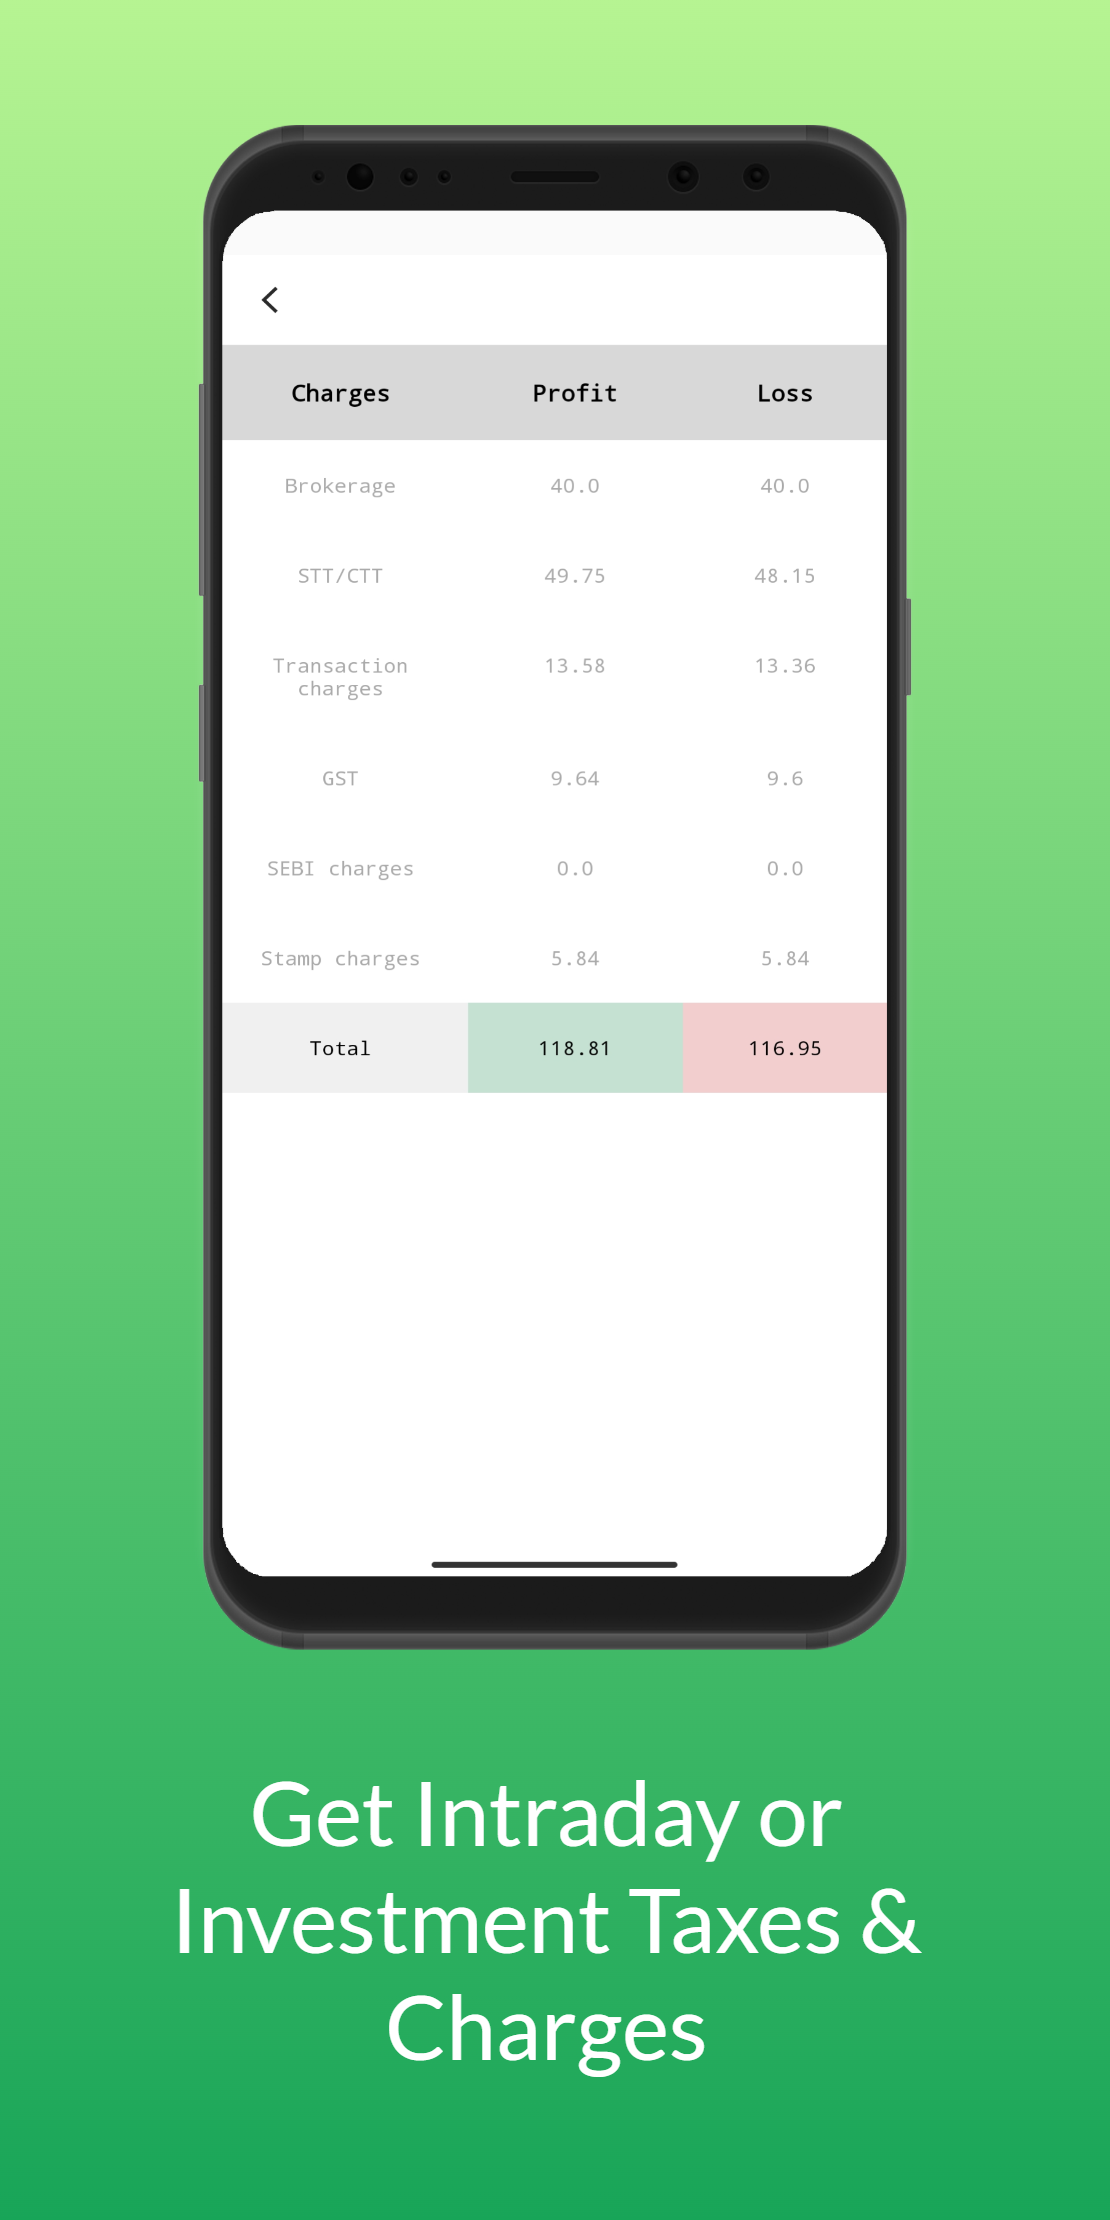 Charges Profit Loss
Brokerage 40.0 40.0
STT/CTT 49.75 48.15
Transaction 13.58 13.36
charges
GST 9.64 9.6
SEBI charges 0.0 0.0
Stamp charges 5.84 5.84
Total 118.81 116.95
Get Intraday or
Investment Taxes &
Charges